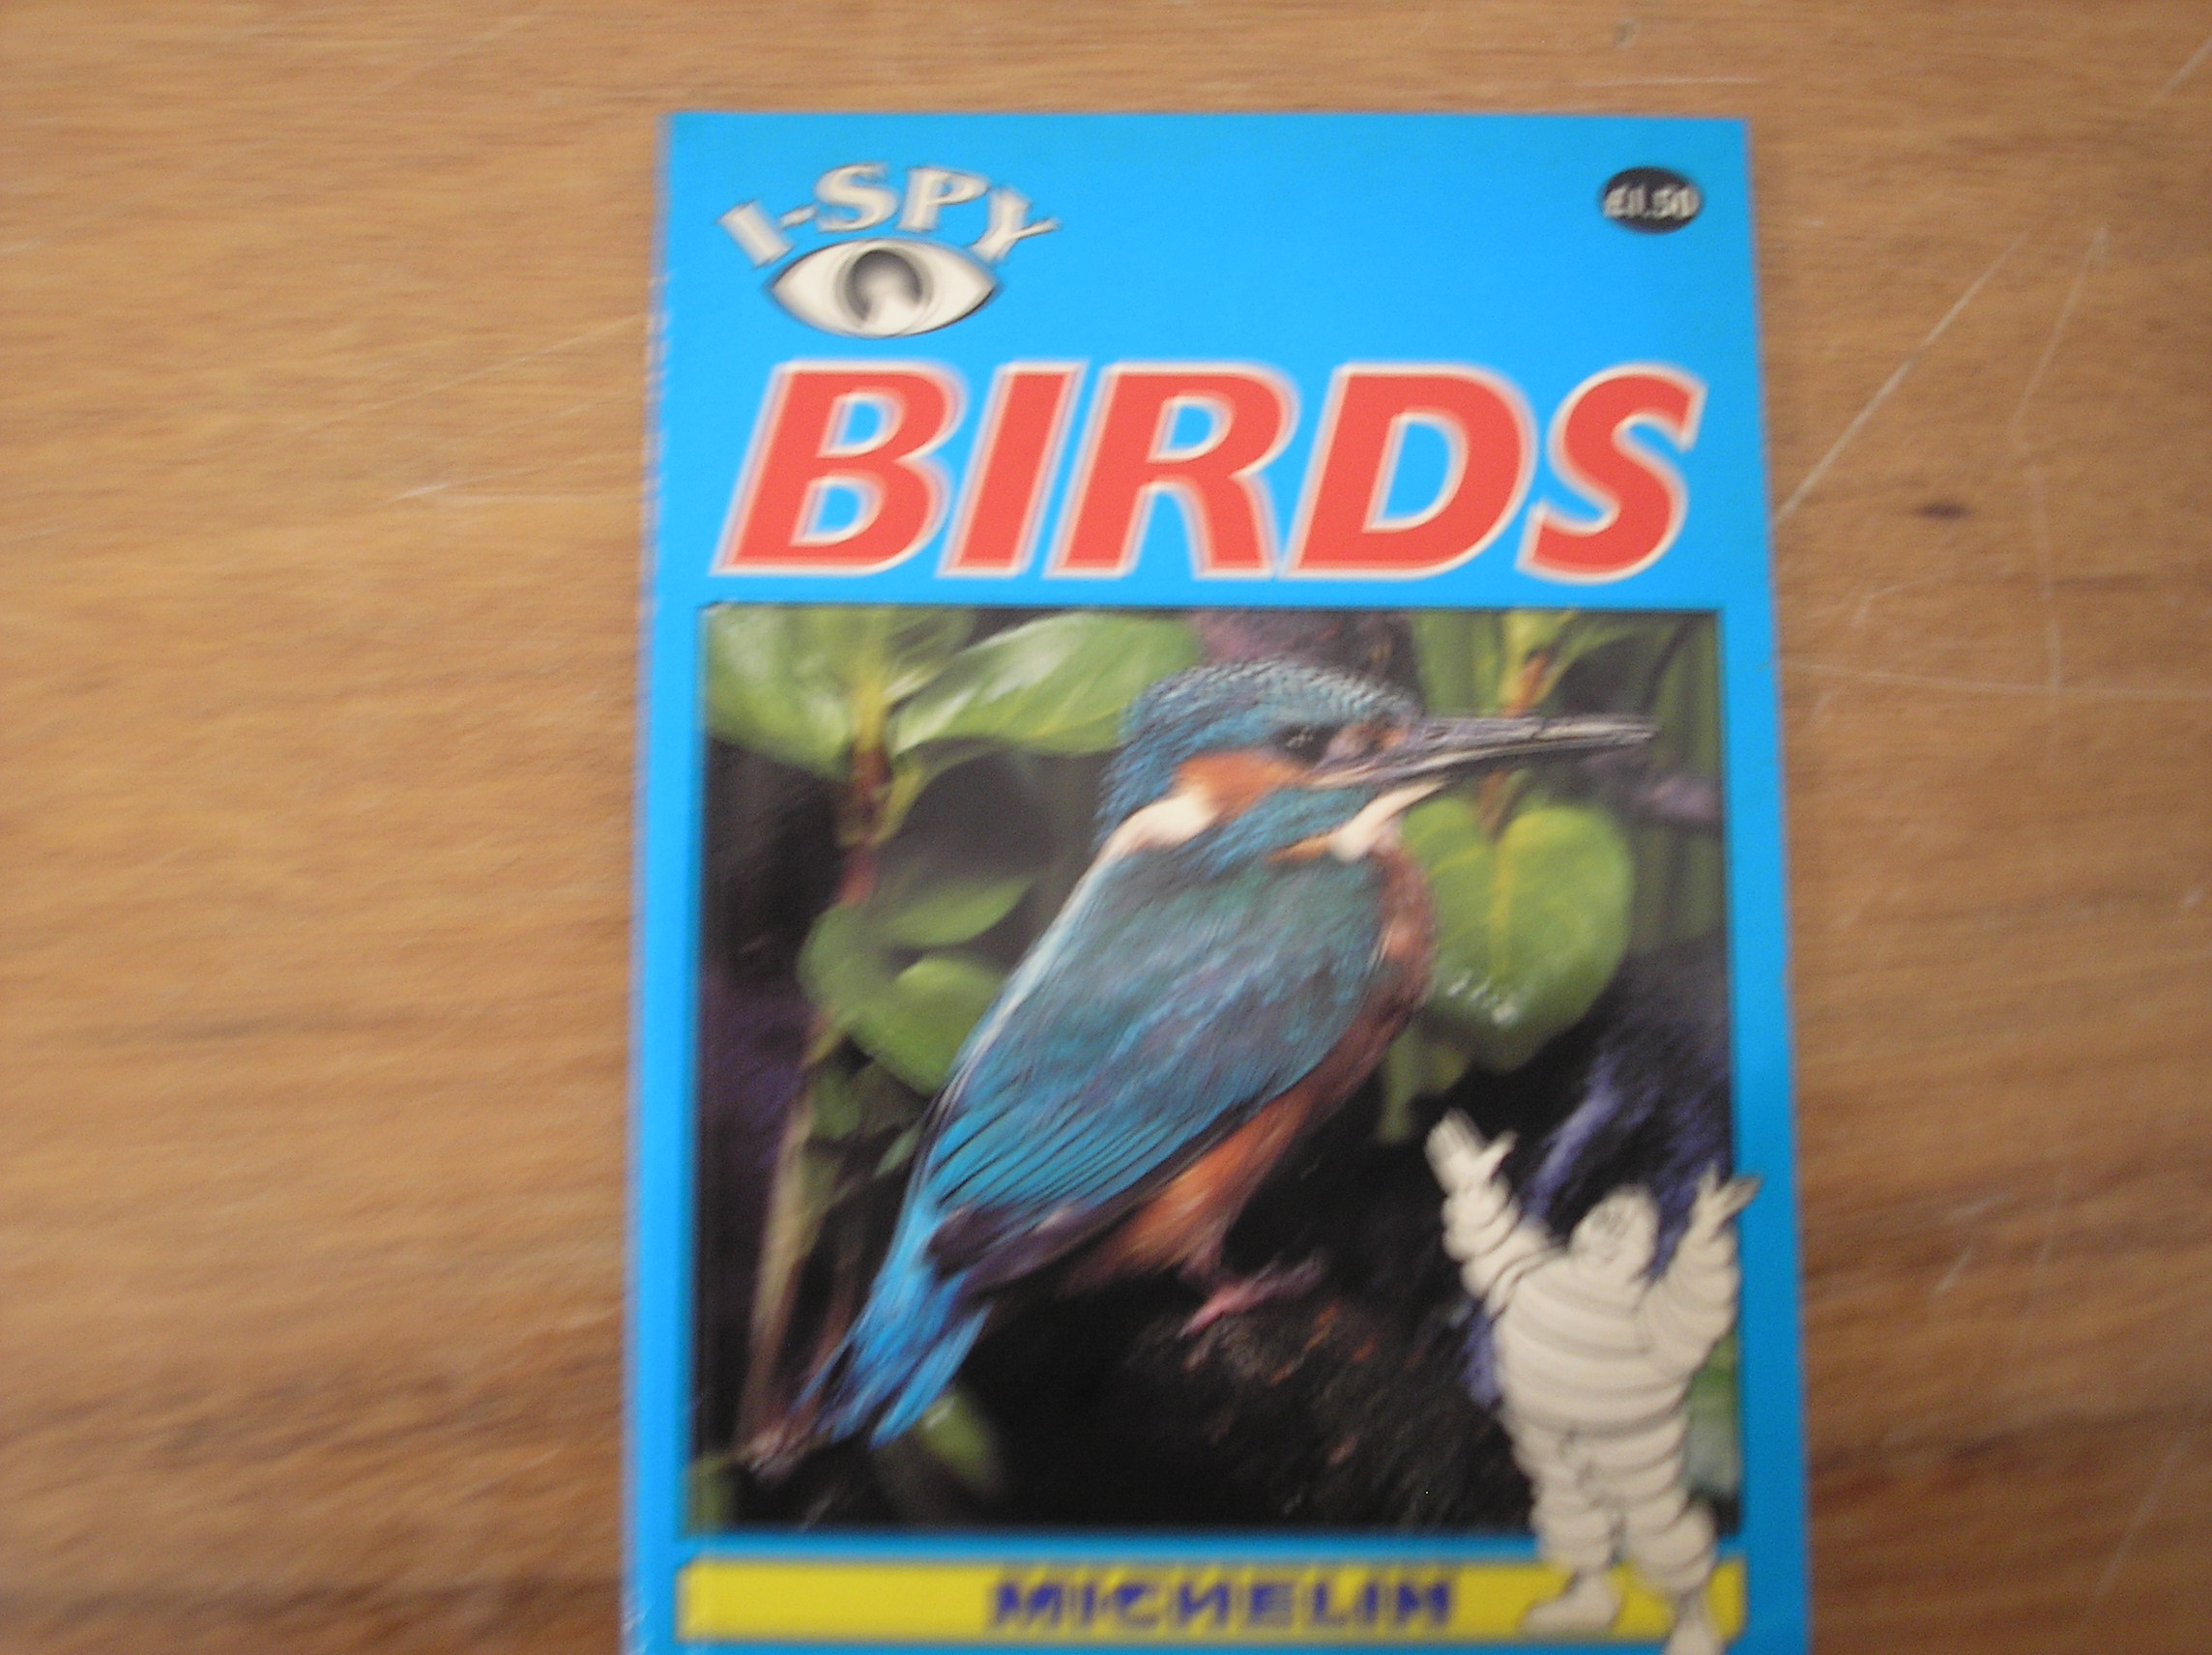 I-SPY
£1.50
BIRDS
MICHELIN